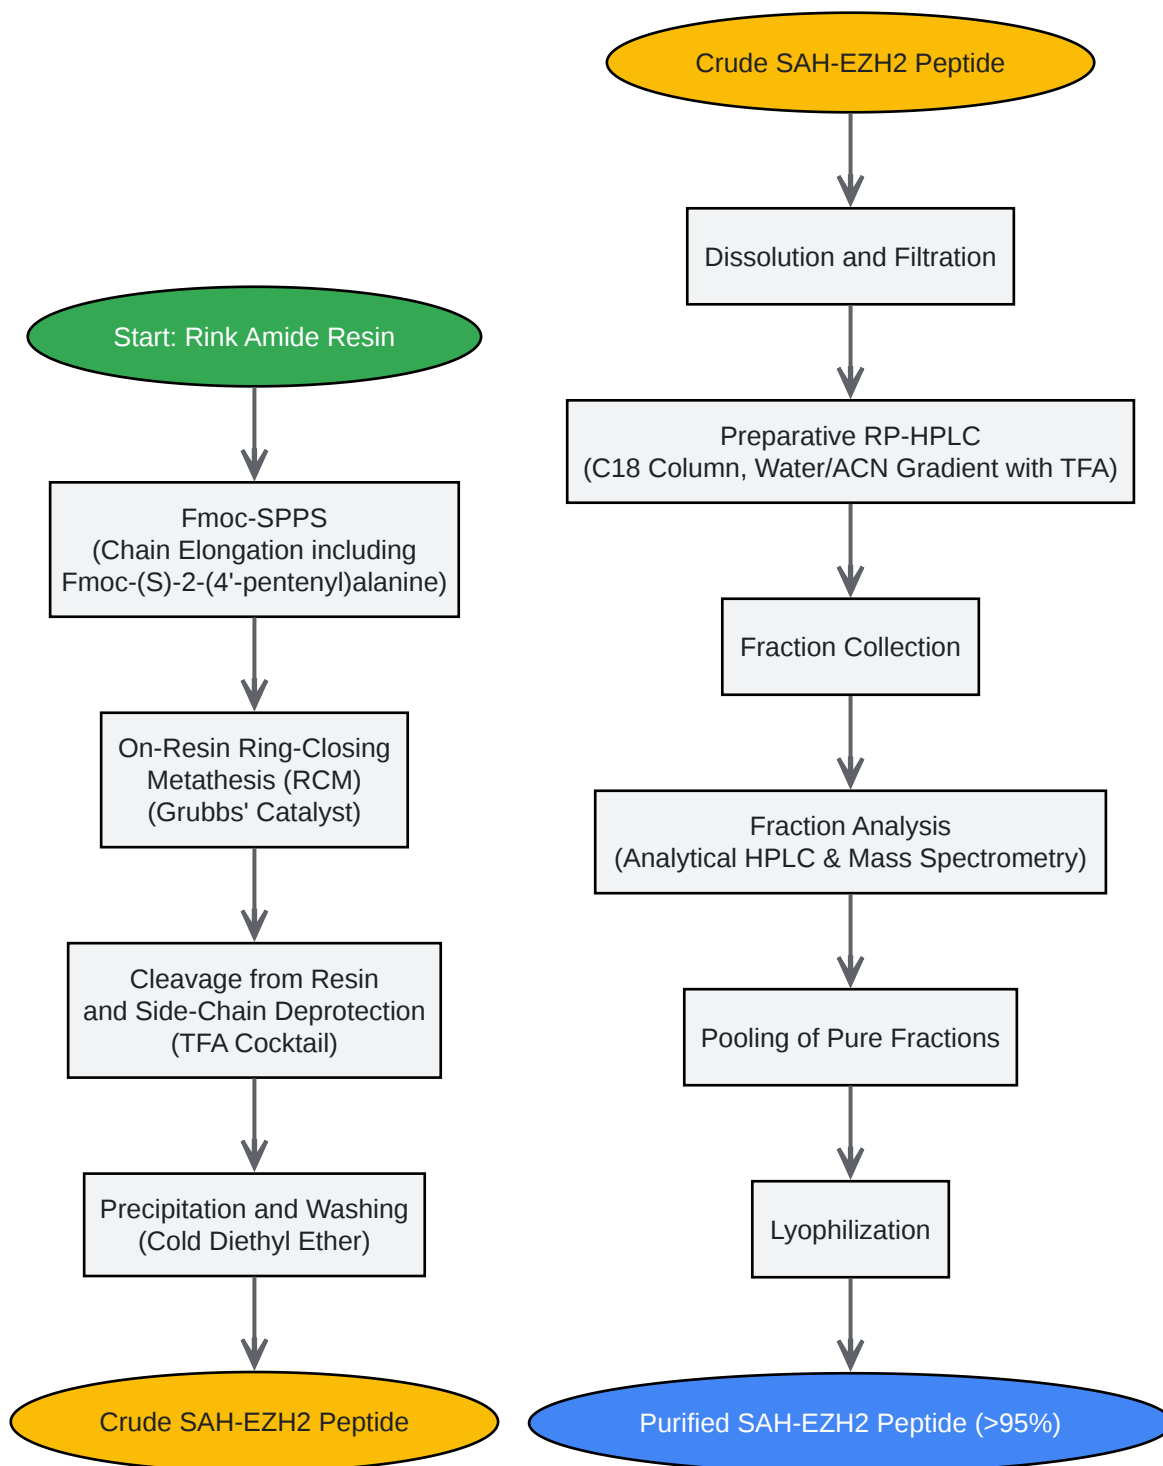 Start: Rink Amide Resin
Fmoc-SPPS
(Chain Elongation including
Fmoc-(S)-2-(4'-pentenyl)alanine)
On-Resin Ring-Closing
Metathesis (RCM)
(Grubbs' Catalyst)
Cleavage from Resin
and Side-Chain Deprotection
(TFA Cocktail)
Precipitation and Washing
(Cold Diethyl Ether)
Crude SAH-EZH2 Peptide
Crude SAH-EZH2 Peptide
Dissolution and Filtration
Preparative RP-HPLC
(C18 Column, Water/ACN Gradient with TFA)
Fraction Collection
Fraction Analysis
(Analytical HPLC & Mass Spectrometry)
Pooling of Pure Fractions
Lyophilization
Purified SAH-EZH2 Peptide (>95%)